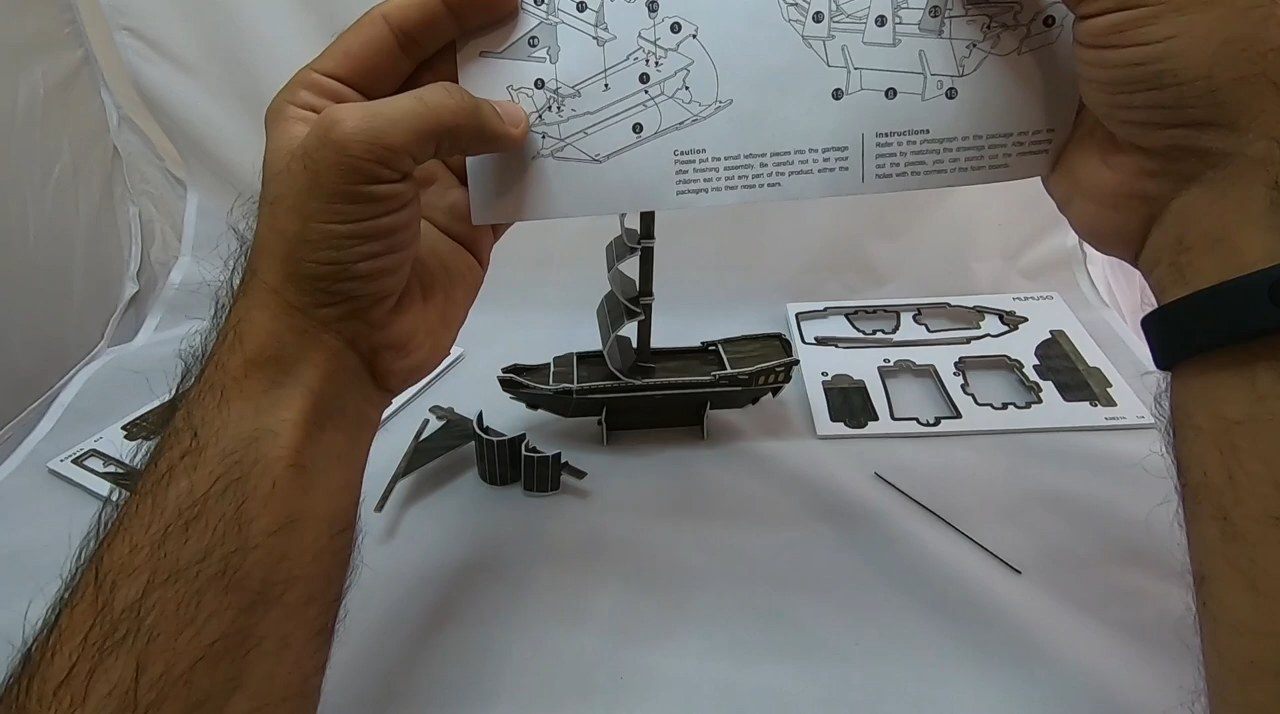 Caution
Please put the small leftover pieces into the garbage
after finishing assembly. Be careful not to let your
children eat or put any part of the product, either the
packaging into their nose or ears.
Instructions
Refer to the photograph on the package and join the
pieces by matching the drawings above. After
out the pieces, you can punch out the
holes with the corners of the foam boards.
MUMUSO